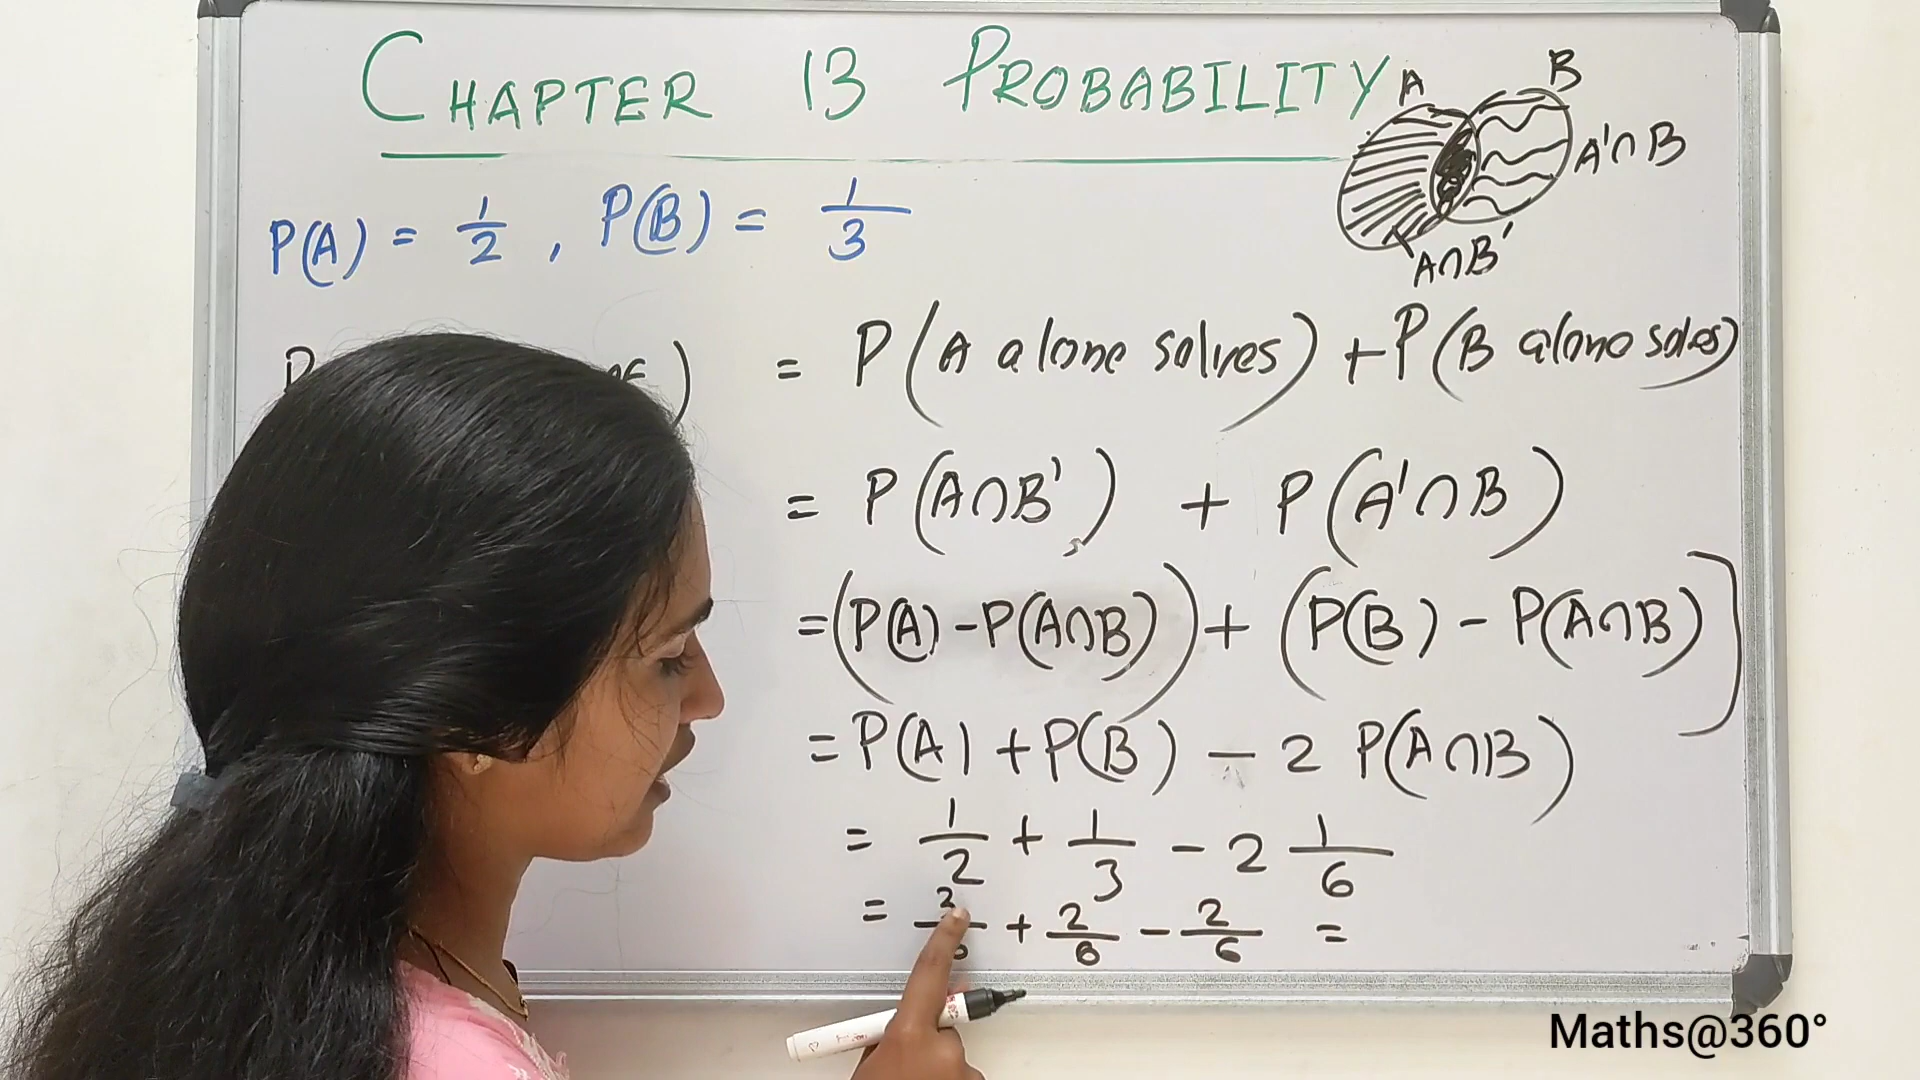 CHAPTER 13 PROBABILITY
A B
A'∩B
A∩B'
P(A) = 1/2 , P(B) = 1/3
) = P(A alone solves) + P(B alone soles)
= P(A∩B') + P(A'∩B)
= (P(A) - P(A∩B)) + (P(B) - P(A∩B)]
= P(A) + P(B) - 2 P(A∩B)
= 1/2 + 1/3 - 2 1/6
= + 2/6 - 2/6 =
Maths@360°